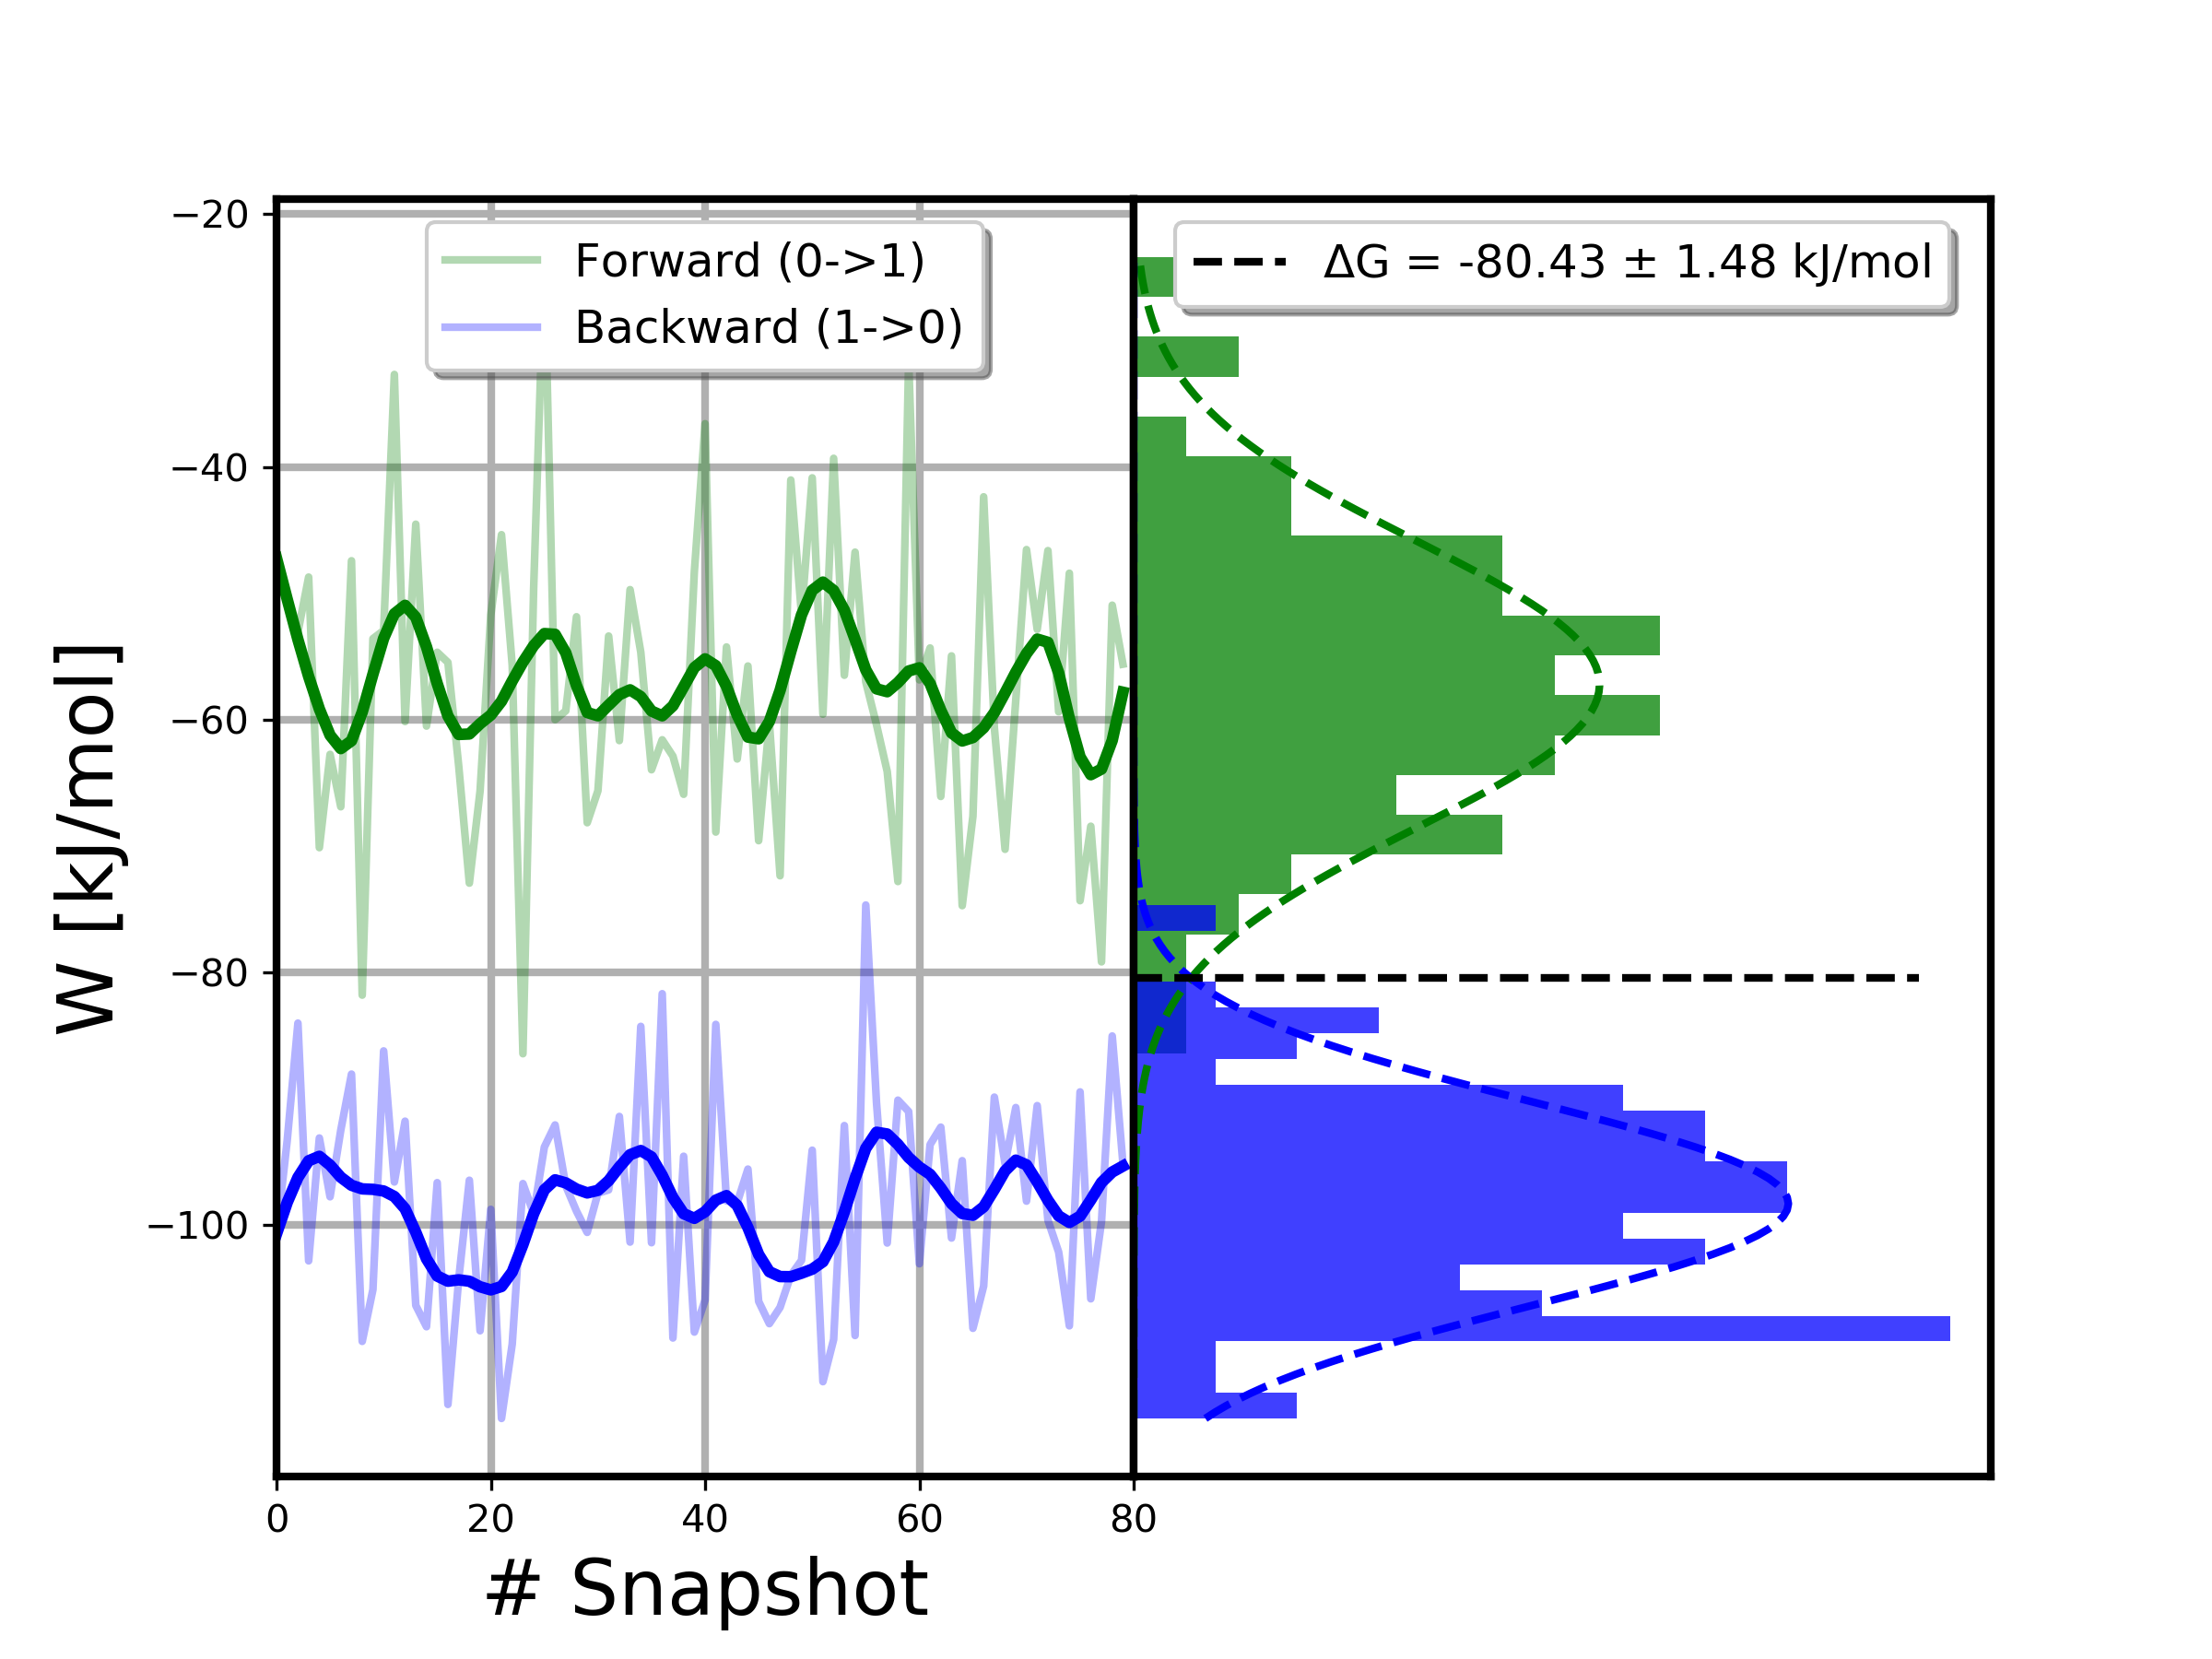 −20
−40
−60
−80
−100
W [kJ/mol]
Forward (0->1)
Backward (1->0)
ΔG = -80.43 ± 1.48 kJ/mol
0 20 40 60 80
# Snapshot